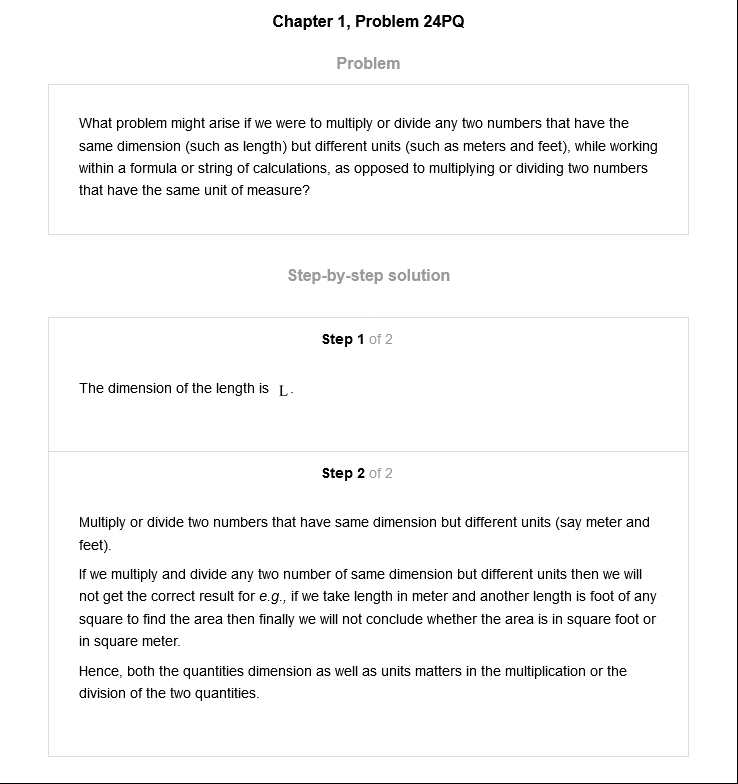 Chapter 1, Problem 24PQ
Problem
What problem might arise if we were to multiply or divide any two numbers that have the
same dimension (such as length) but different units (such as meters and feet), while working
within a formula or string of calculations, as opposed to multiplying or dividing two numbers
that have the same unit of measure?
Step-by-step solution
Step 1 of 2
The dimension of the length is L.
Step 2 of 2
Multiply or divide two numbers that have same dimension but different units (say meter and
feet).
If we multiply and divide any two number of same dimension but different units then we will
not get the correct result for e.g., if we take length in meter and another length is foot of any
square to find the area then finally we will not conclude whether the area is in square foot or
in square meter.
Hence, both the quantities dimension as well as units matters in the multiplication or the
division of the two quantities.